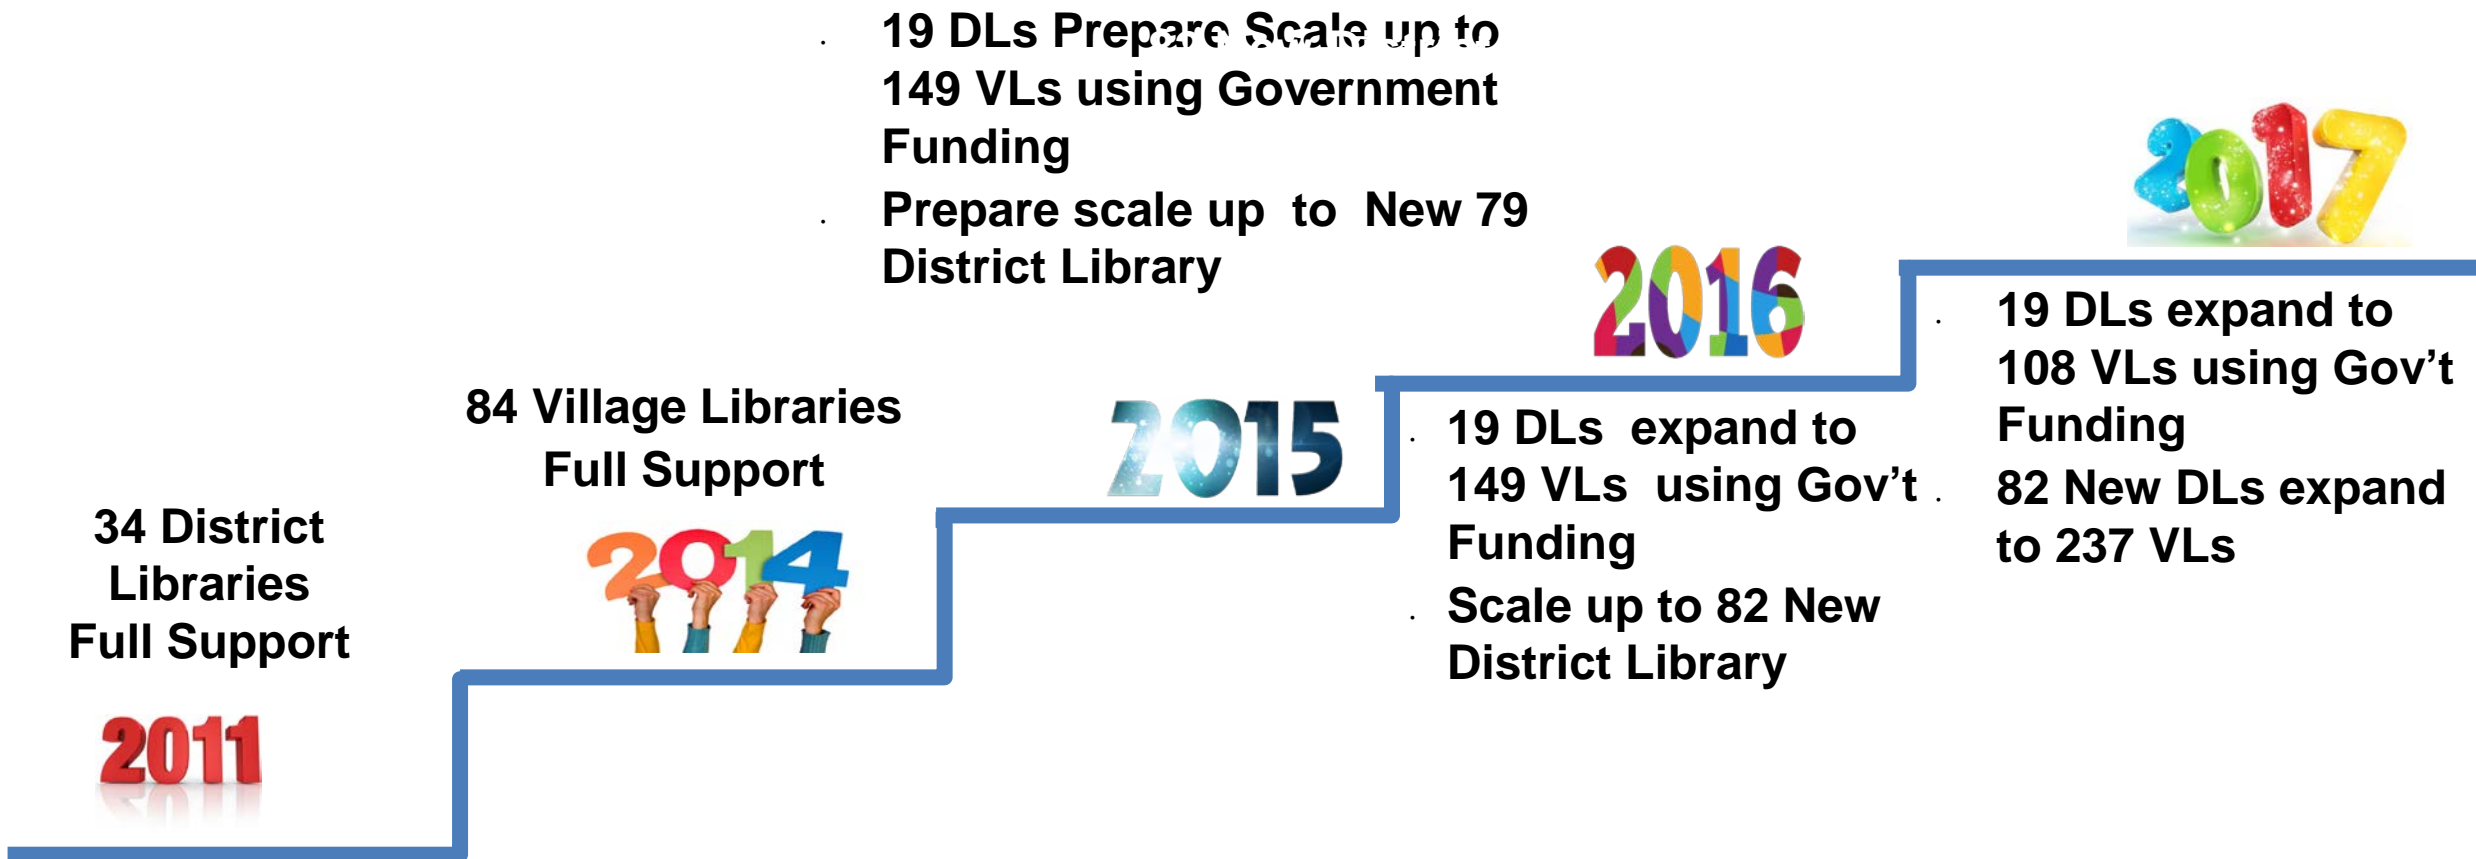 34 District
Libraries
Full Support
2011
84 Village Libraries
Full Support
2014
19 DLs Prepare Scale up to
149 VLs using Government
Funding
Prepare scale up to New 79
District Library
2015
2016
19 DLs expand to
149 VLs using Gov’t
Funding
Scale up to 82 New
District Library
2017
19 DLs expand to
108 VLs using Gov’t
Funding
82 New DLs expand
to 237 VLs